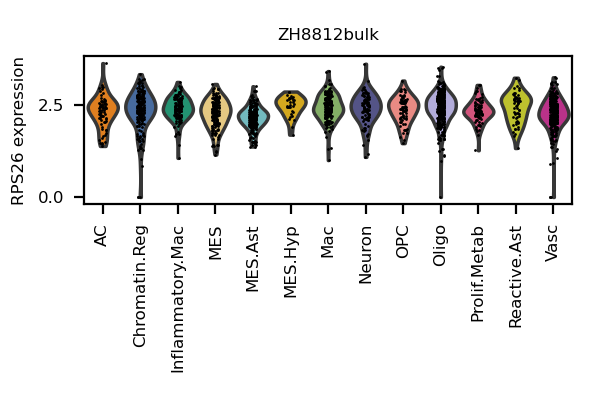 ZH8812bulk
RPS26 expression
2.5
0.0
AC
Chromatin.Reg
Inflammatory.Mac
MES
MES.Ast
MES.Hyp
Mac
Neuron
OPC
Oligo
Prolif.Metab
Reactive.Ast
Vasc